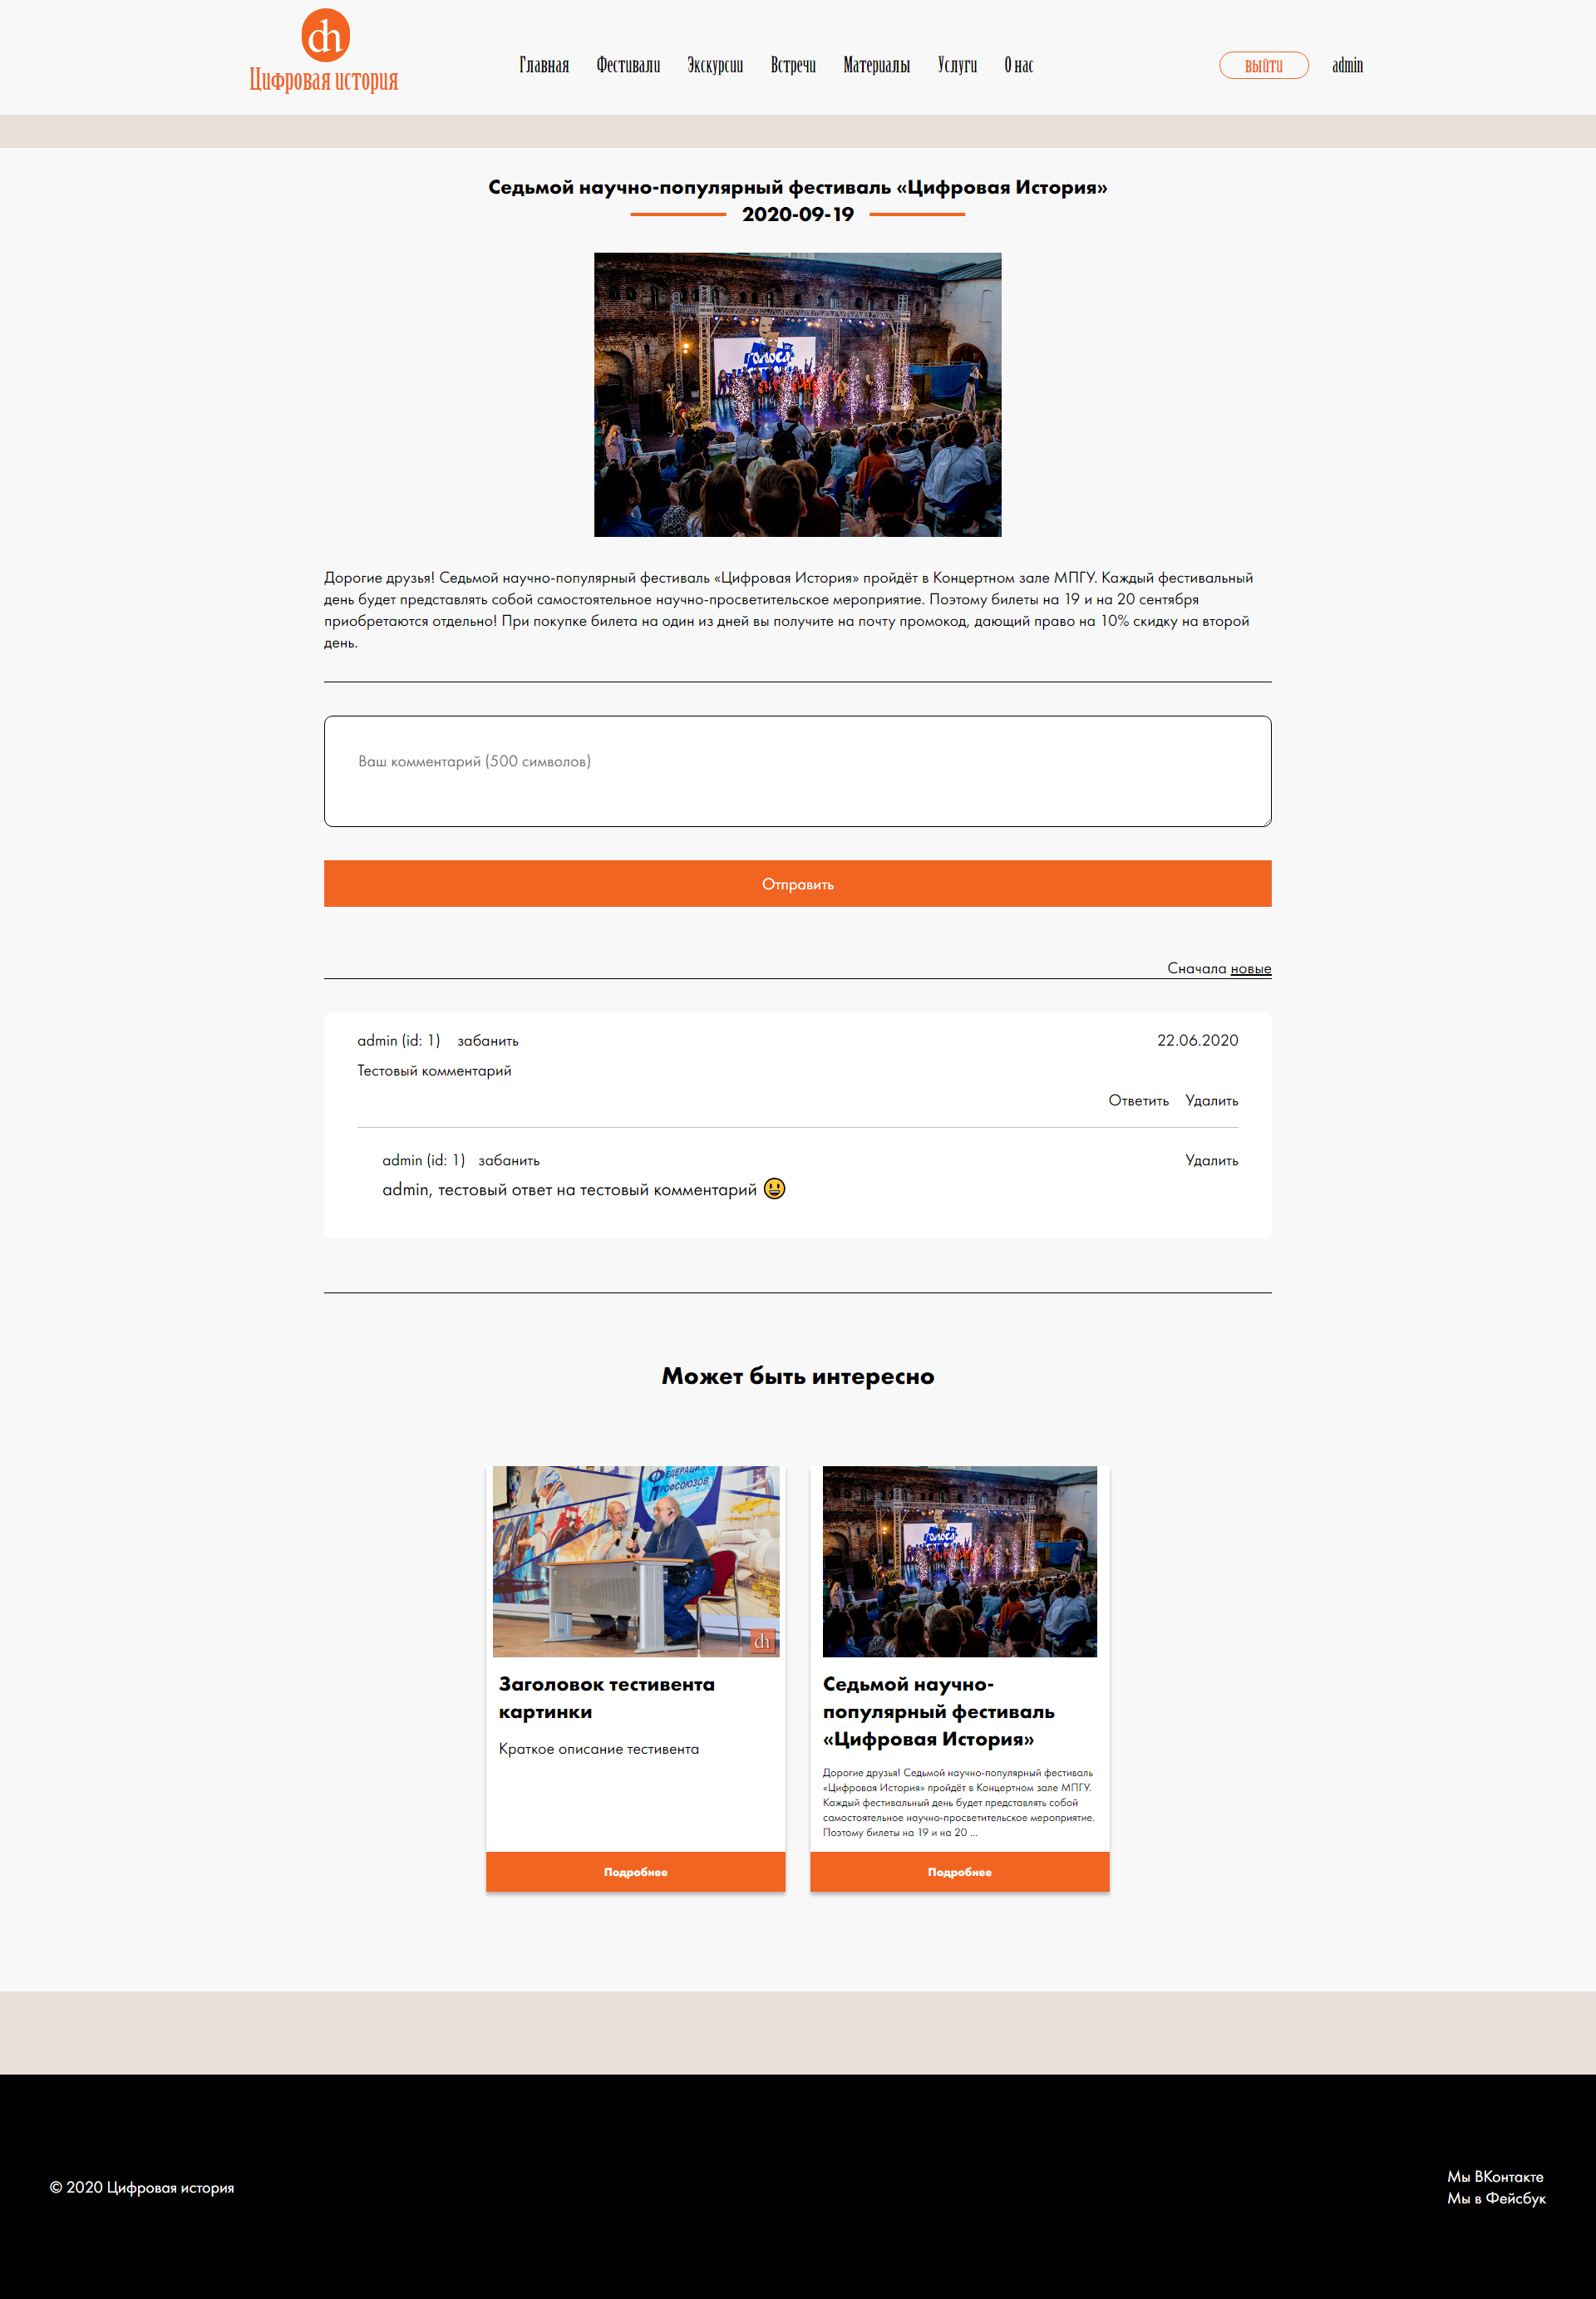 dh
Цифровая история
Главная Фестивали Экскурсии Встречи Материалы Услуги О нас
выйти admin
Седьмой научно-популярный фестиваль «Цифровая История»
2020-09-19
ГОЛОСА
Дорогие друзья! Седьмой научно-популярный фестиваль «Цифровая История» пройдёт в Концертном зале МПГУ. Каждый фестивальный
день будет представлять собой самостоятельное научно-просветительское мероприятие. Поэтому билеты на 19 и на 20 сентября
приобретаются отдельно! При покупке билета на один из дней вы получите на почту промокод, дающий право на 10% скидку на второй
день.
Ваш комментарий (500 символов)
Отправить
Сначала новые
admin (id: 1) забанить 22.06.2020
Тестовый комментарий
Ответить Удалить
admin (id: 1) забанить Удалить
admin, тестовый ответ на тестовый комментарий 😃
Может быть интересно
ФЕДЕРАЦИЯ
ПРОФСОЮЗОВ
dh
Заголовок тестивента
картинки
Краткое описание тестивента
Подробнее
ГОЛОСА
Седьмой научно-
популярный фестиваль
«Цифровая История»
Дорогие друзья! Седьмой научно-популярный фестиваль
«Цифровая История» пройдёт в Концертном зале МПГУ.
Каждый фестивальный день будет представлять собой
самостоятельное научно-просветительское мероприятие.
Поэтому билеты на 19 и на 20 ...
Подробнее
© 2020 Цифровая история
Мы ВКонтакте
Мы в Фейсбук